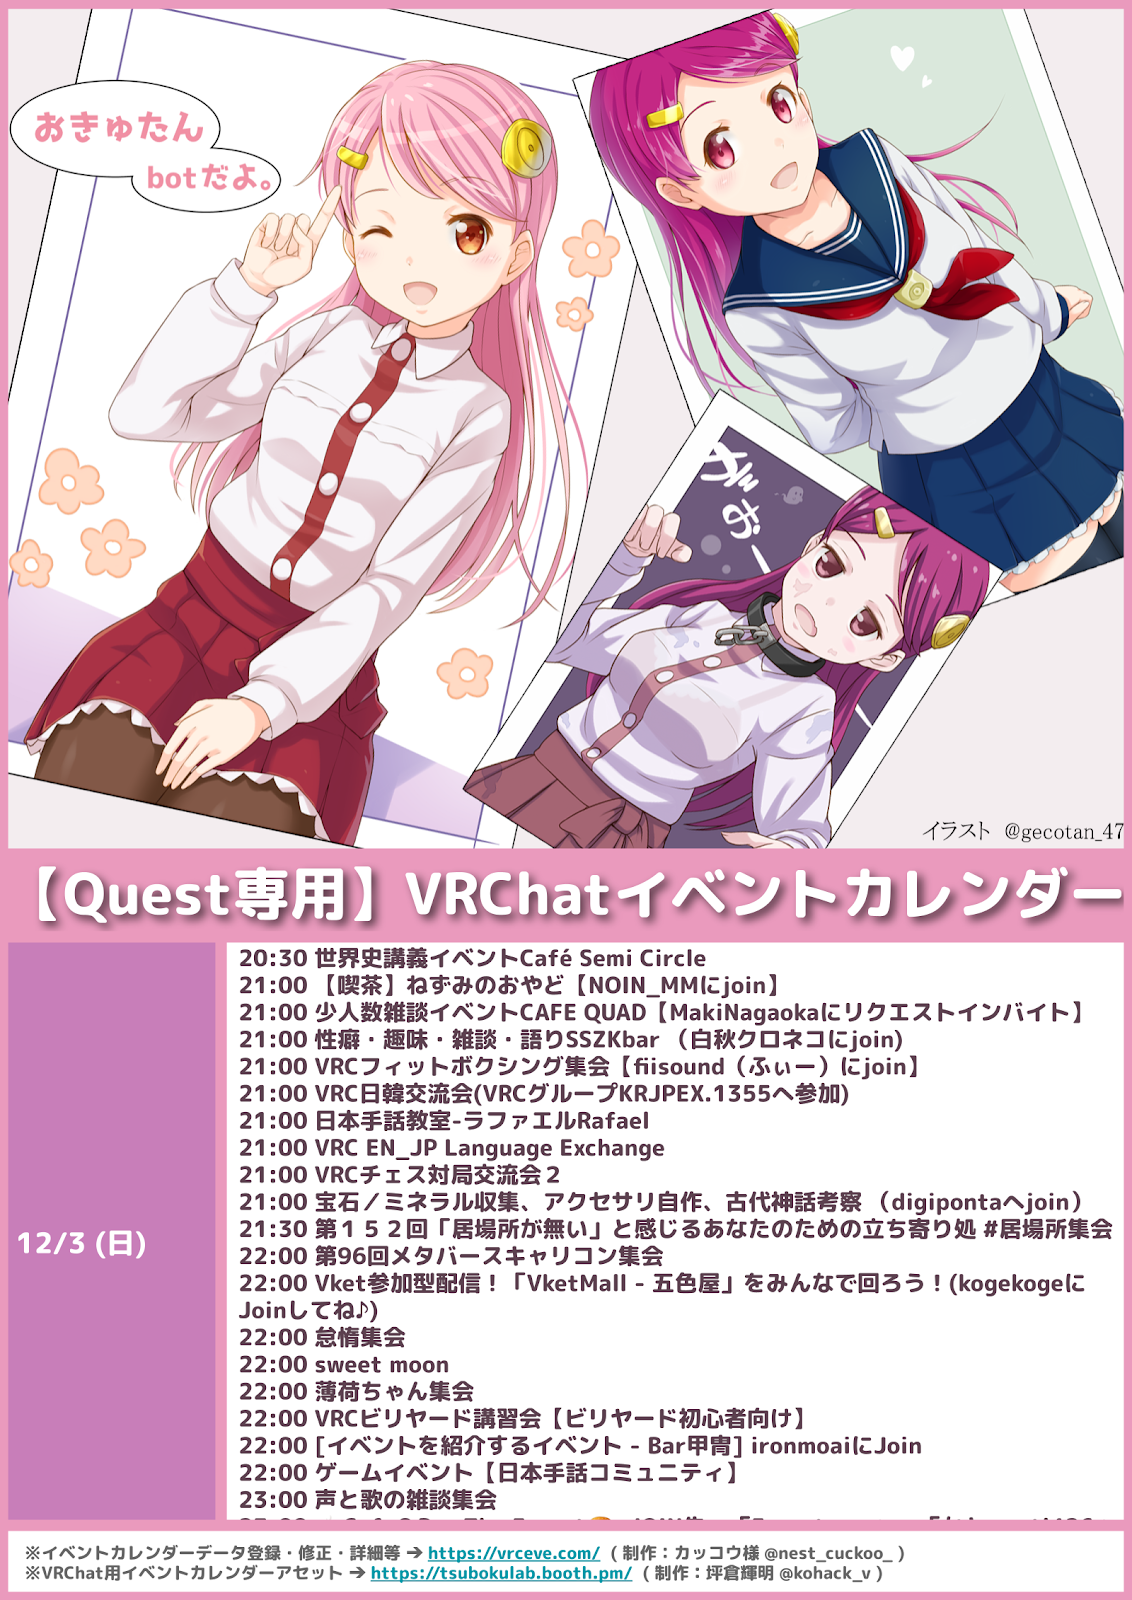 おきゅたん
botだよ。
がおー
イラスト @gecotan_47
【Quest専用】VRChatイベントカレンダー
12/3 (日)
20:30 世界史講義イベントCafé Semi Circle
21:00 【喫茶】ねずみのおやど【NOIN_MMにjoin】
21:00 少人数雑談イベントCAFE QUAD【MakiNagaokaにリクエストインバイト】
21:00 性癖・趣味・雑談・語りSSZKbar （白秋クロネコにjoin)
21:00 VRCフィットボクシング集会【fiisound（ふぃー）にjoin】
21:00 VRC日韓交流会(VRCグループKRJPEX.1355へ参加)
21:00 日本手話教室-ラファエルRafael
21:00 VRC EN_JP Language Exchange
21:00 VRCチェス対局交流会２
21:00 宝石／ミネラル収集、アクセサリ自作、古代神話考察 （digipontaへjoin）
21:30 第１５２回「居場所が無い」と感じるあなたのための立ち寄り処 #居場所集会
22:00 第96回メタバースキャリコン集会
22:00 Vket参加型配信！「VketMall - 五色屋」をみんなで回ろう！(kogekogeに
Joinしてね♪)
22:00 怠惰集会
22:00 sweet moon
22:00 薄荷ちゃん集会
22:00 VRCビリヤード講習会【ビリヤード初心者向け】
22:00 [イベントを紹介するイベント - Bar甲冑] ironmoaiにJoin
22:00 ゲームイベント【日本手話コミュニティ】
23:00 声と歌の雑談集会
※イベントカレンダーデータ登録・修正・詳細等 ➔ https://vrceve.com/ （制作：カッコウ様 @nest_cuckoo_ ）
※VRChat用イベントカレンダーアセット ➔ https://tsubokulab.booth.pm/ （制作：坪倉輝明 @kohack_v ）